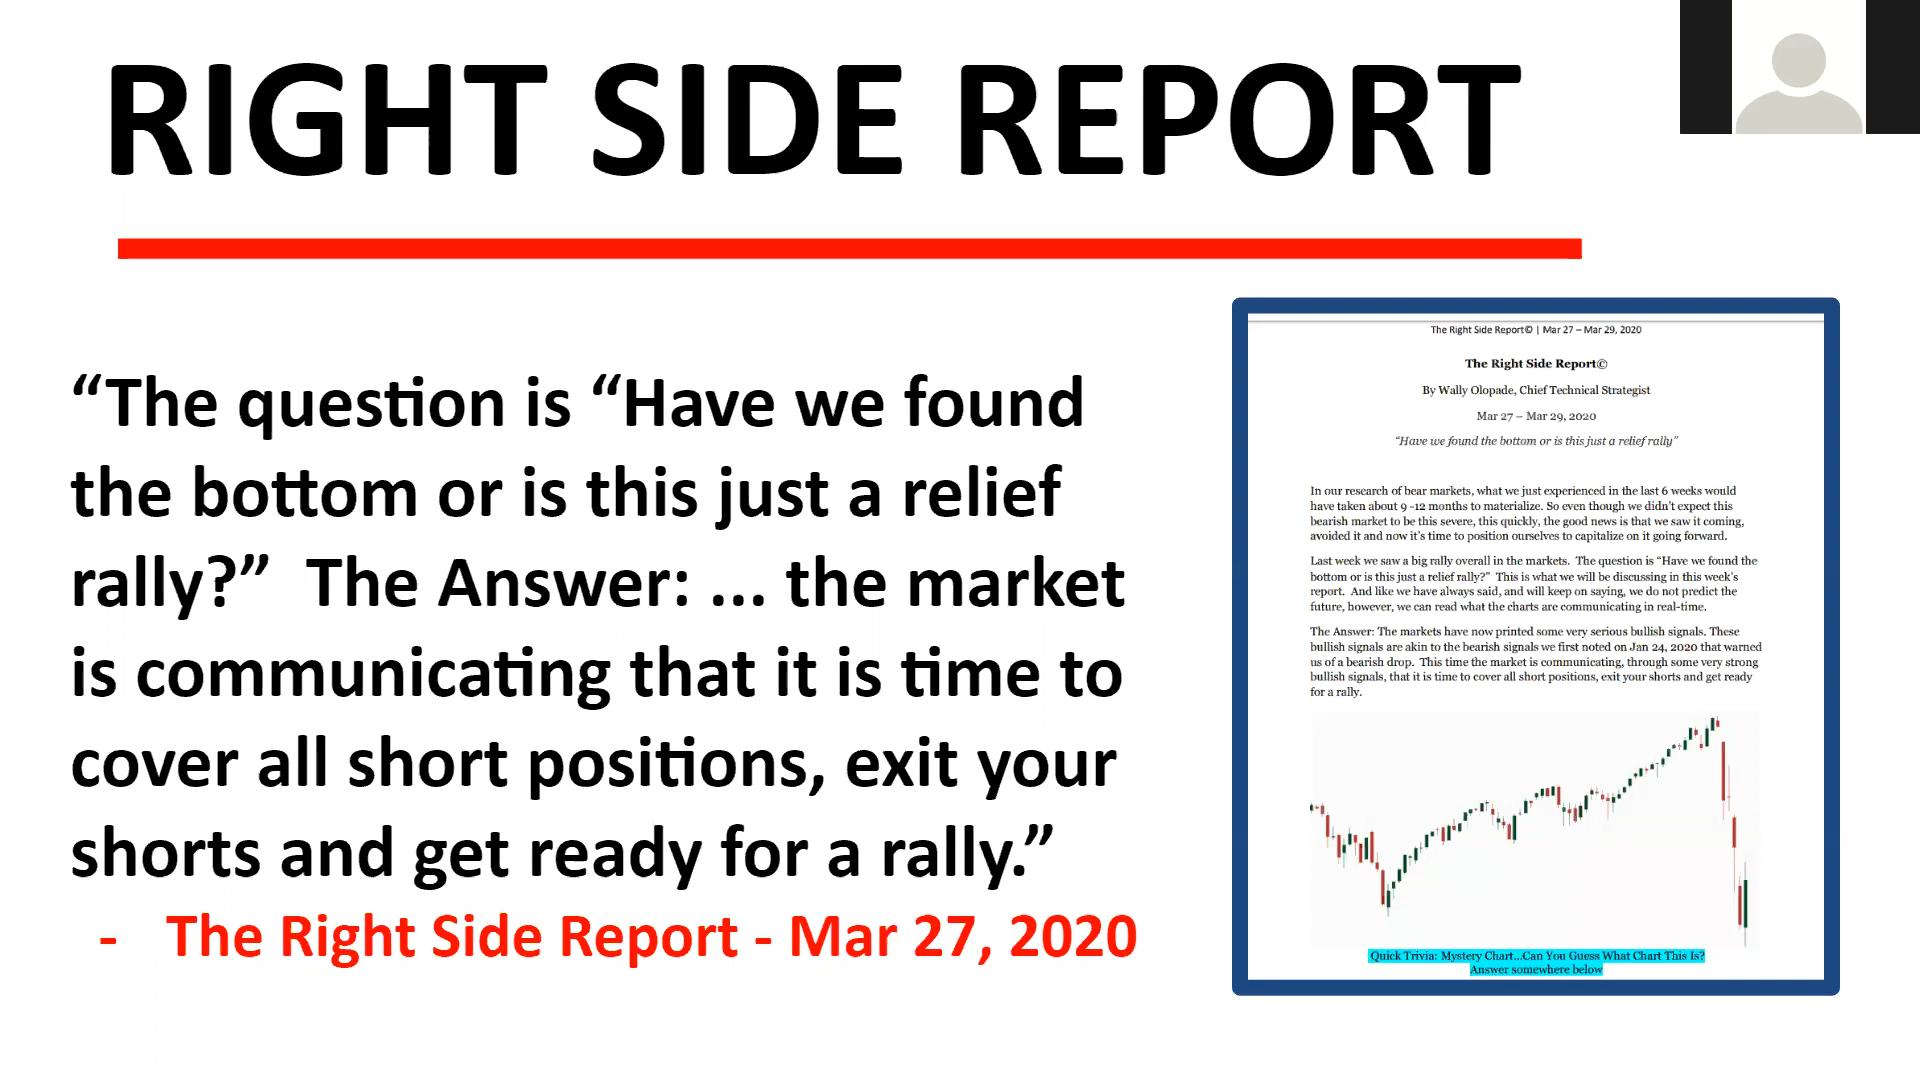 RIGHT SIDE REPORT
“The question is “Have we found
the bottom or is this just a relief
rally?”  The Answer: ... the market
is communicating that it is time to
cover all short positions, exit your
shorts and get ready for a rally.”
- The Right Side Report - Mar 27, 2020
The Right Side Report© | Mar 27 – Mar 29, 2020
The Right Side Report©
By Wally Olopade, Chief Technical Strategist
Mar 27 – Mar 29, 2020
“Have we found the bottom or is this just a relief rally”
In our research of bear markets, what we just experienced in the last 6 weeks would
have taken about 9 -12 months to materialize. So even though we didn't expect this
bearish market to be this severe, this quickly, the good news is that we saw it coming,
avoided it and now it's time to position ourselves to capitalize on it going forward.
Last week we saw a big rally overall in the markets.  The question is “Have we found the
bottom or is this just a relief rally?”  This is what we will be discussing in this week's
report.  And like we have always said, and will keep on saying, we do not predict the
future, however, we can read what the charts are communicating in real-time.
The Answer: The markets have now printed some very serious bullish signals. These
bullish signals are akin to the bearish signals we first noted on Jan 24, 2020 that warned
us of a bearish drop.  This time the market is communicating, through some very strong
bullish signals, that it is time to cover all short positions, exit your shorts and get ready
for a rally.
Quick Trivia: Mystery Chart...Can You Guess What Chart This Is?
Answer somewhere below